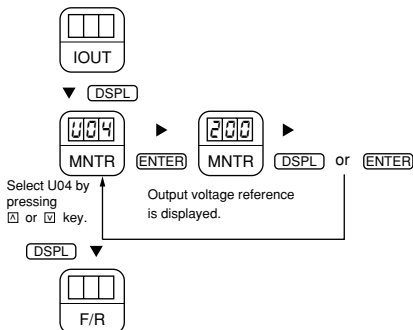 IOUT
▼ DSPL
U04 ▶ 200 ▶
MNTR ENTER MNTR DSPL or ENTER
Select U04 by
pressing
∧ or ∨ key.
Output voltage reference
is displayed.
DSPL ▼
F/R